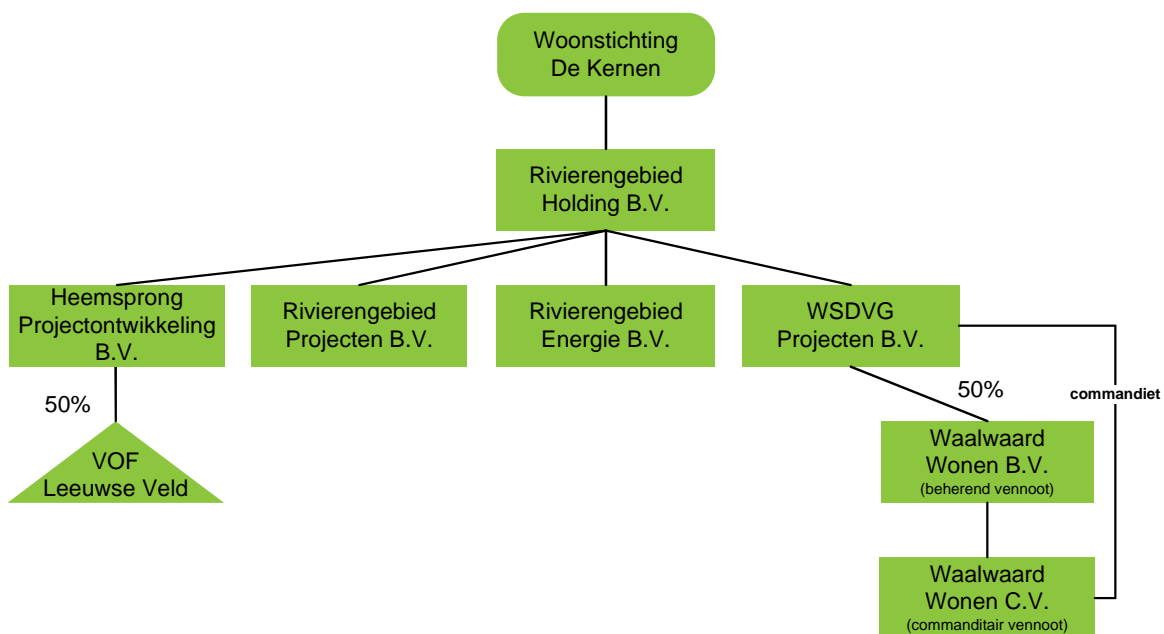 Woonstichting
De Kernen
Rivierengebied
Holding B.V.
Heemsprong
Projectontwikkeling
B.V.
Rivierengebied
Projecten B.V.
Rivierengebied
Energie B.V.
WSDVG
Projecten B.V.
50%
50%
commandiet
VOF
Leeuwse Veld
Waalwaard
Wonen B.V.
(beherend vennoot)
Waalwaard
Wonen C.V.
(commanditair vennoot)